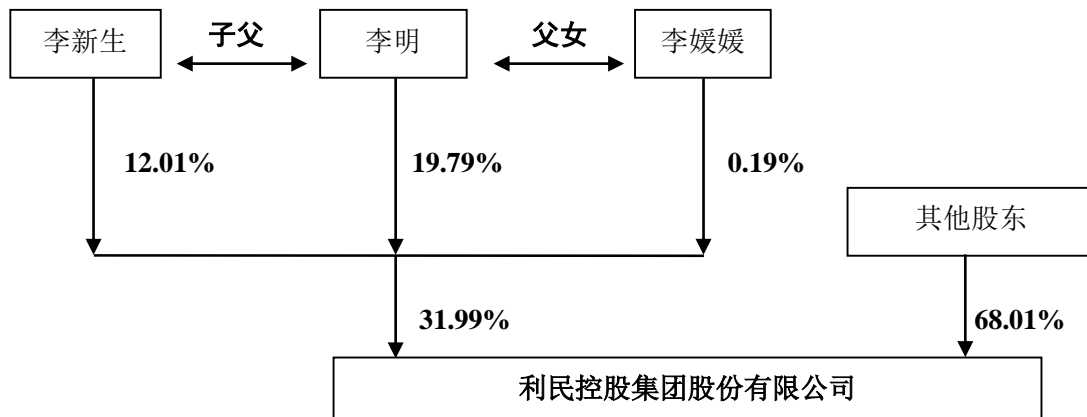 李新生
子父
李明
父女
李媛媛
12.01%
19.79%
0.19%
其他股东
31.99%
68.01%
利民控股集团股份有限公司